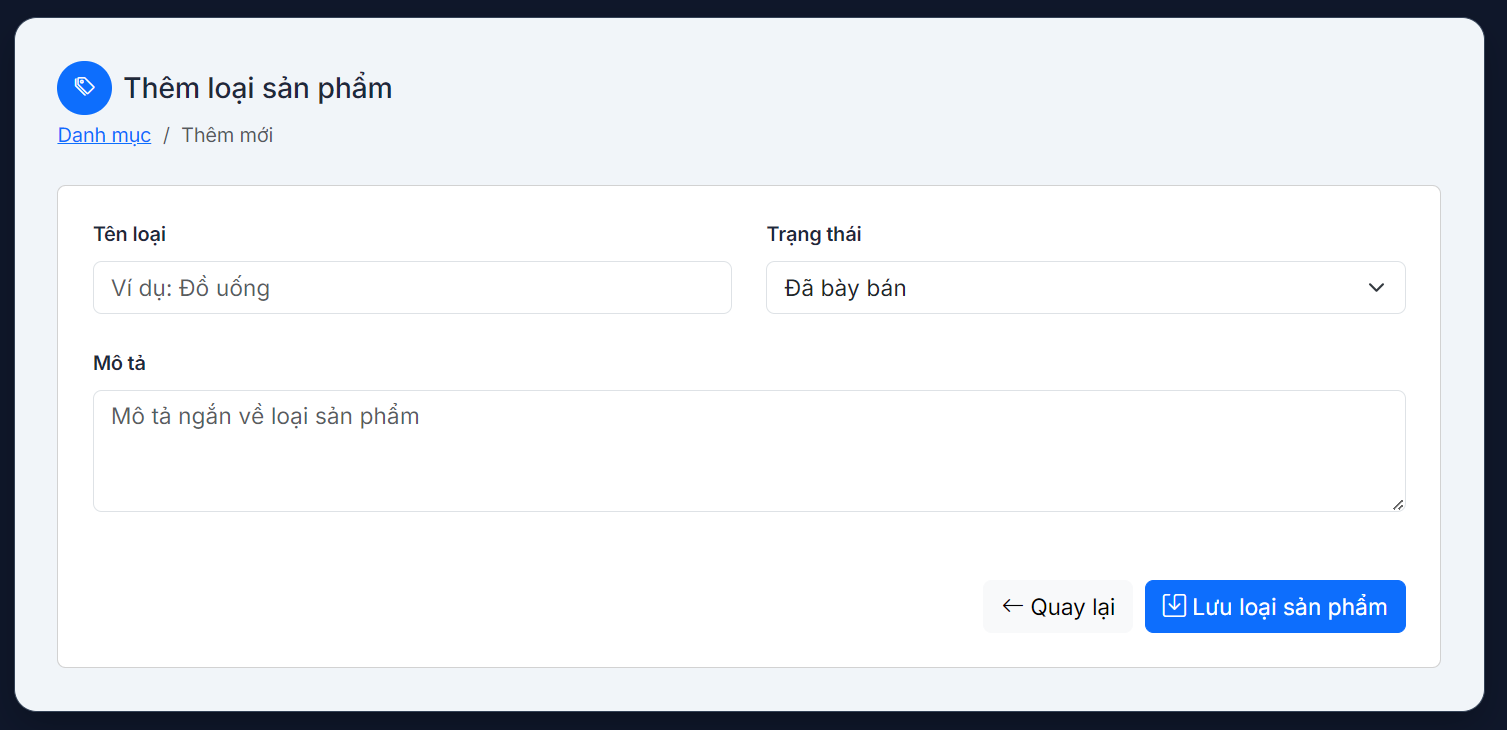 Thêm loại sản phẩm
Danh mục / Thêm mới
Tên loại
Ví dụ: Đồ uống
Trạng thái
Đã bày bán
Mô tả
Mô tả ngắn về loại sản phẩm
Quay lại
Lưu loại sản phẩm